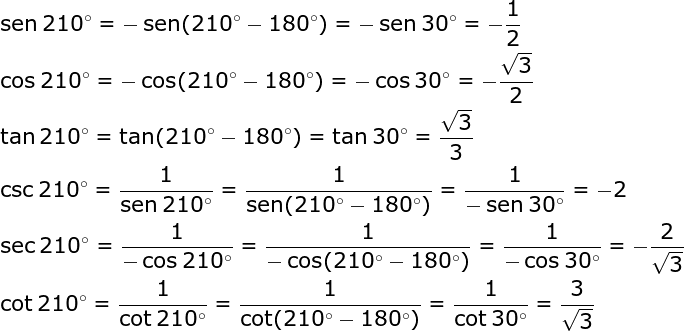 sen 210° = − sen(210° − 180°) = − sen 30° = −1/2
cos 210° = − cos(210° − 180°) = − cos 30° = −√3/2
tan 210° = tan(210° − 180°) = tan 30° = √3/3
csc 210° = 1/(sen 210°) = 1/(sen(210° − 180°)) = 1/(− sen 30°) = −2
sec 210° = 1/(− cos 210°) = 1/(− cos(210° − 180°)) = 1/(− cos 30°) = −2/√3
cot 210° = 1/(cot 210°) = 1/(cot(210° − 180°)) = 1/(cot 30°) = 3/√3